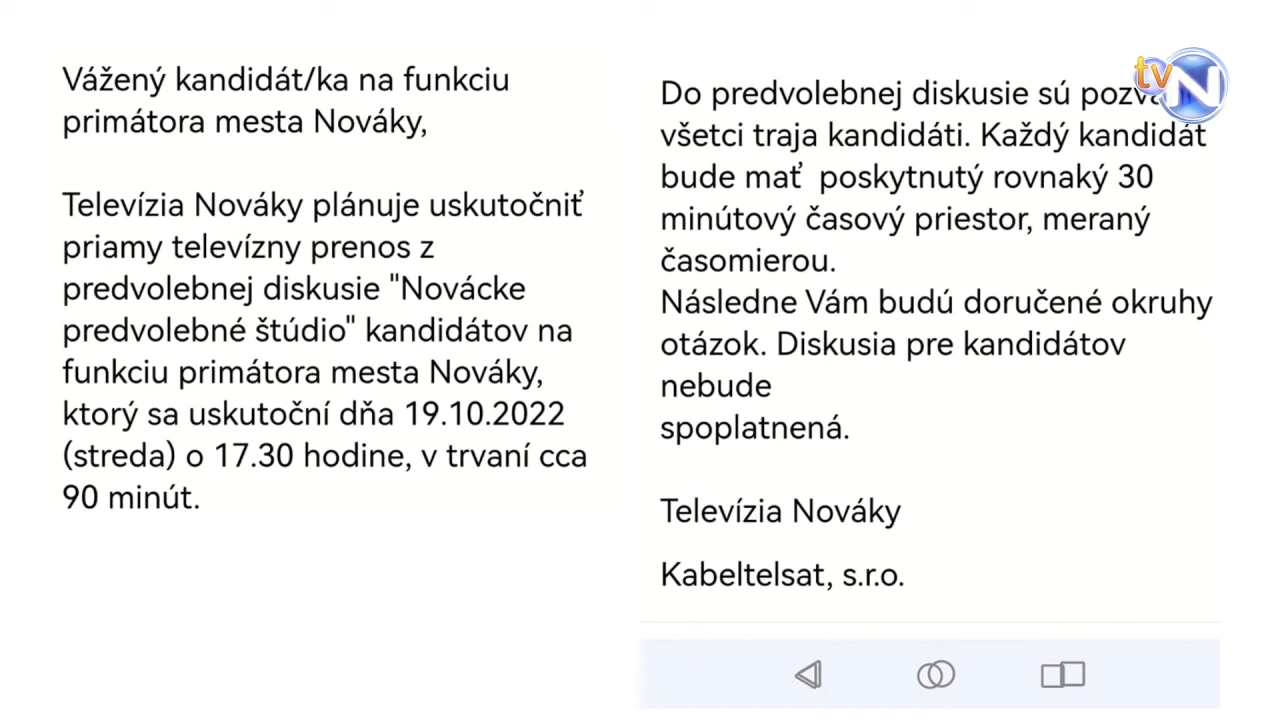 Vážený kandidát/ka na funkciu
primátora mesta Nováky,
Televízia Nováky plánuje uskutočniť
priamy televízny prenos z
predvolebnej diskusie "Novácke
predvolebné štúdio" kandidátov na
funkciu primátora mesta Nováky,
ktorý sa uskutoční dňa 19.10.2022
(streda) o 17.30 hodine, v trvaní cca
90 minút.
tvN
Do predvolebnej diskusie sú
všetci traja kandidáti. Každý kandidát
bude mať poskytnutý rovnaký 30
minútový časový priestor, meraný
časomierou.
Následne Vám budú doručené okruhy
otázok. Diskusia pre kandidátov
nebude
spoplatnená.
Televízia Nováky
Kabeltelsat, s.r.o.